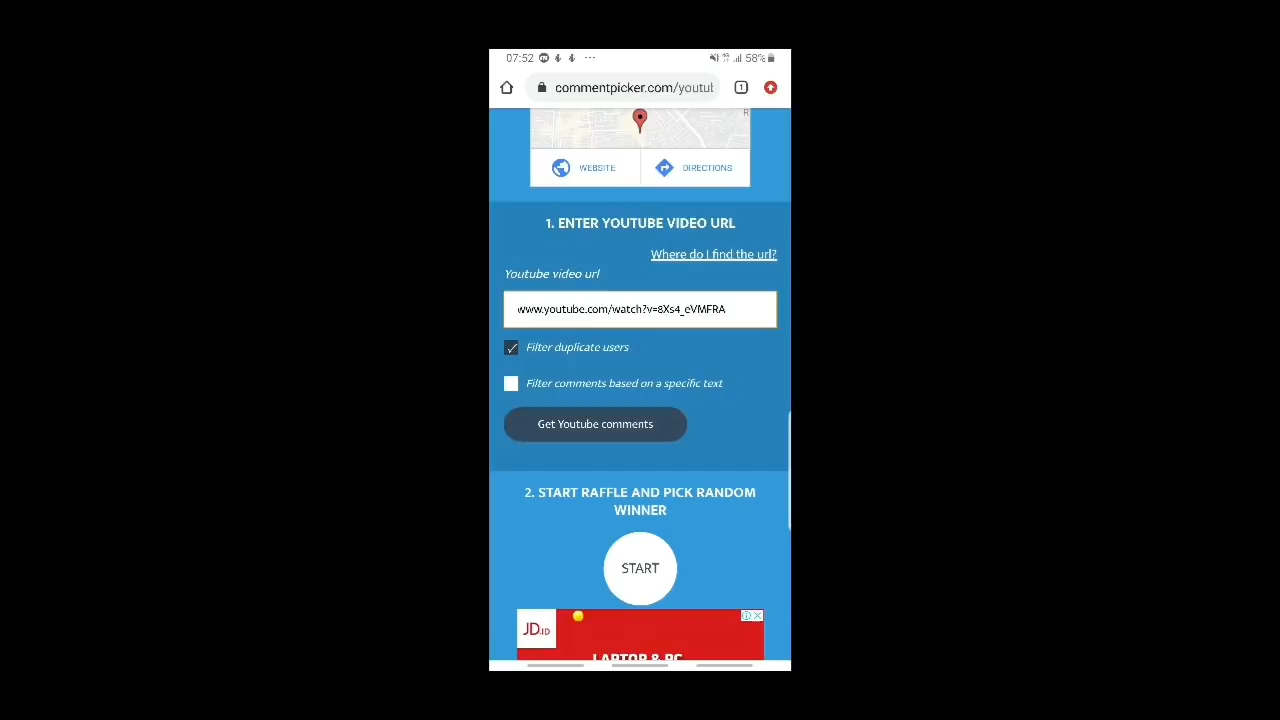 07:52 ... 58%
commentpicker.com/youtul
R
WEBSITE DIRECTIONS
1. ENTER YOUTUBE VIDEO URL
Where do I find the url?
Youtube video url
www.youtube.com/watch?v=8Xs4_eVMFRA
Filter duplicate users
Filter comments based on a specific text
Get Youtube comments
2. START RAFFLE AND PICK RANDOM
WINNER
START
JD.ID
LAPTOP & PC